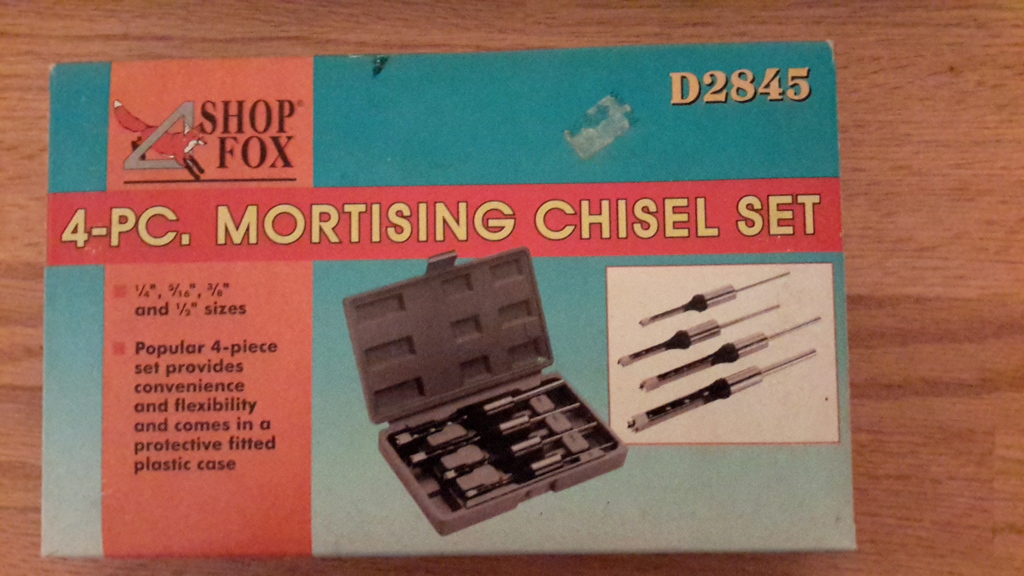 D2845
SHOP®
FOX
4-PC. MORTISING CHISEL SET
1/4", 5/16", 3/8"
and 1/2" sizes
Popular 4-piece
set provides
convenience
and flexibility
and comes in a
protective fitted
plastic case